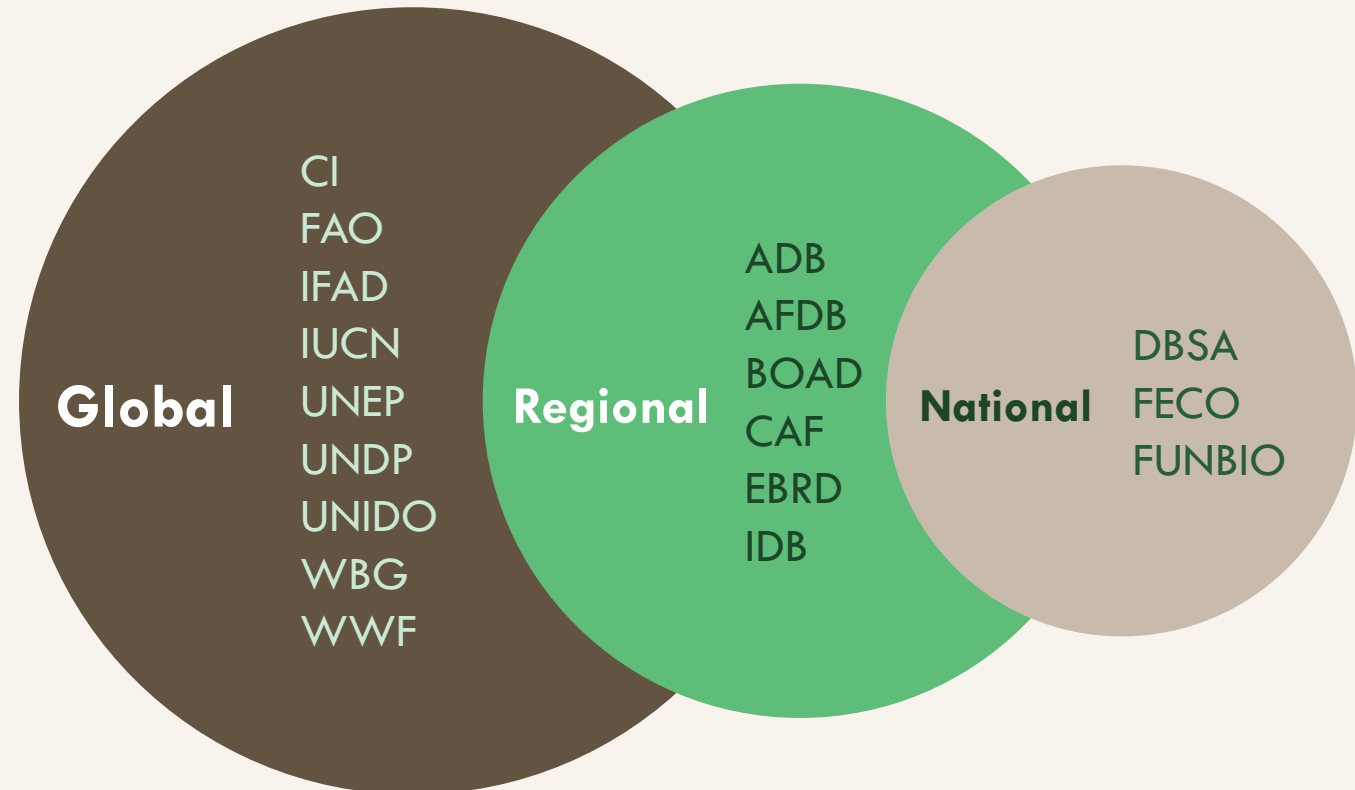 Global
CI
FAO
IFAD
IUCN
UNEP
UNDP
UNIDO
WBG
WWF
Regional
ADB
AFDB
BOAD
CAF
EBRD
IDB
National
DBSA
FECO
FUNBIO